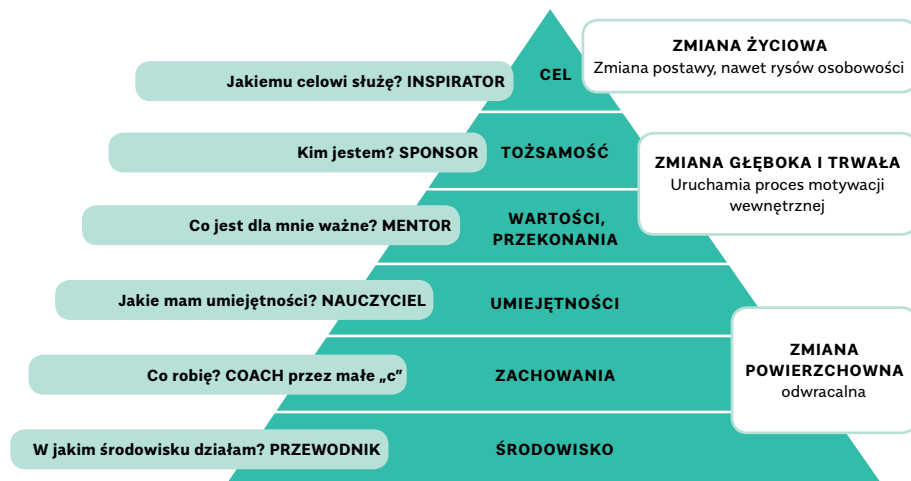 ZMIANA ŻYCIOWA
Zmiana postawy, nawet rysów osobowości
CEL
Jakiemu celowi służę? INSPIRATOR
Kim jestem? SPONSOR
TOŻSAMOŚĆ
ZMIANA GŁĘBOKA I TRWAŁA
Uruchamia proces motywacji
wewnętrznej
Co jest dla mnie ważne? MENTOR
WARTOŚCI,
PRZEKONANIA
Jakie mam umiejętności? NAUCZYCIEL
UMIEJĘTNOŚCI
ZMIANA
POWIERZCHOWNA
odwracalna
Co robię? COACH przez małe „c”
ZACHOWANIA
W jakim środowisku działam? PRZEWODNIK
ŚRODOWISKO